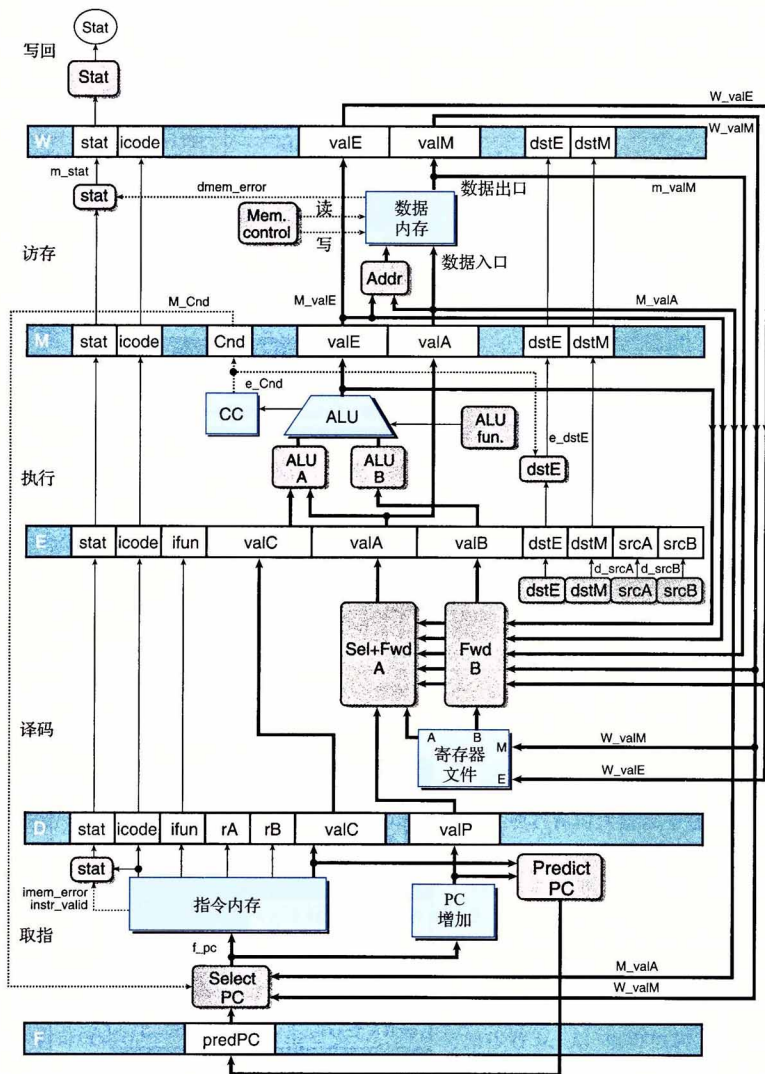 Stat
写回
Stat
W_valE
W stat icode valE valM dstE dstM
W_valM
m_stat
数据出口
dmem_error
m_valM
stat
读
数据
内存
Mem.
control
写
访存
数据入口
Addr
M_Cnd
M_valE
M_valA
M stat icode Cnd valE valA dstE dstM
e_Cnd
CC
ALU
ALU
fun.
e_dstE
ALU
A
ALU
B
dstE
执行
E stat icode ifun valC valA valB dstE dstM srcA srcB
d_srcA d_srcB
dstE dstM srcA srcB
Sel+Fwd
A
Fwd
B
译码
A B
寄存器
文件
M
E
W_valM
W_valE
D stat icode ifun rA rB valC valP
stat
Predict
PC
imem_error
instr_valid
指令内存
PC
增加
取指
f_pc
M_valA
Select
PC
W_valM
F predPC